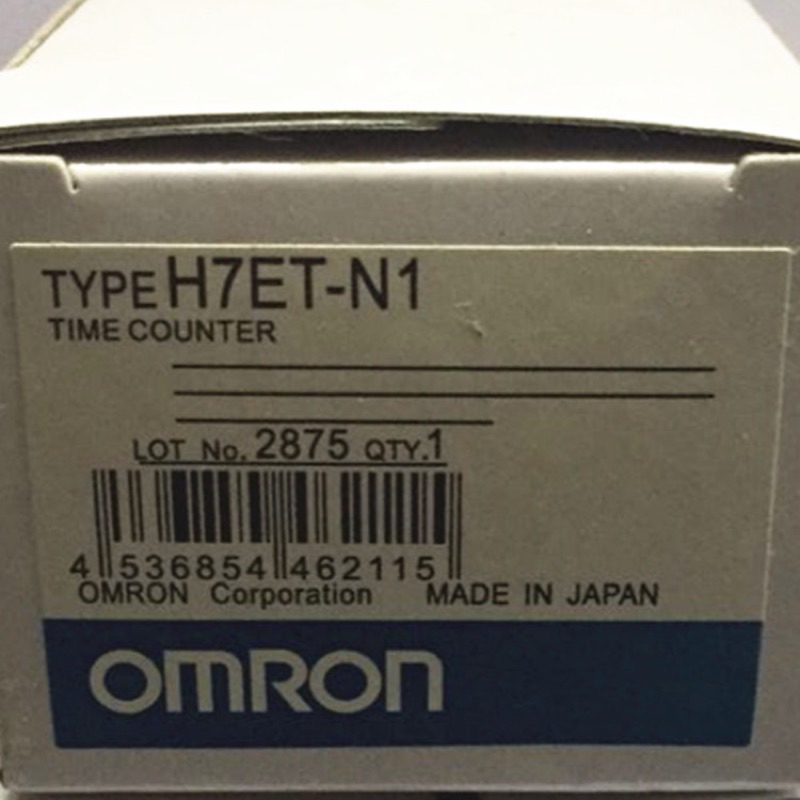 TYPE H7ET-N1
TIME COUNTER
LOT No. 2875 QTY.1
4 536854 462115
OMRON Corporation MADE IN JAPAN
OMRON